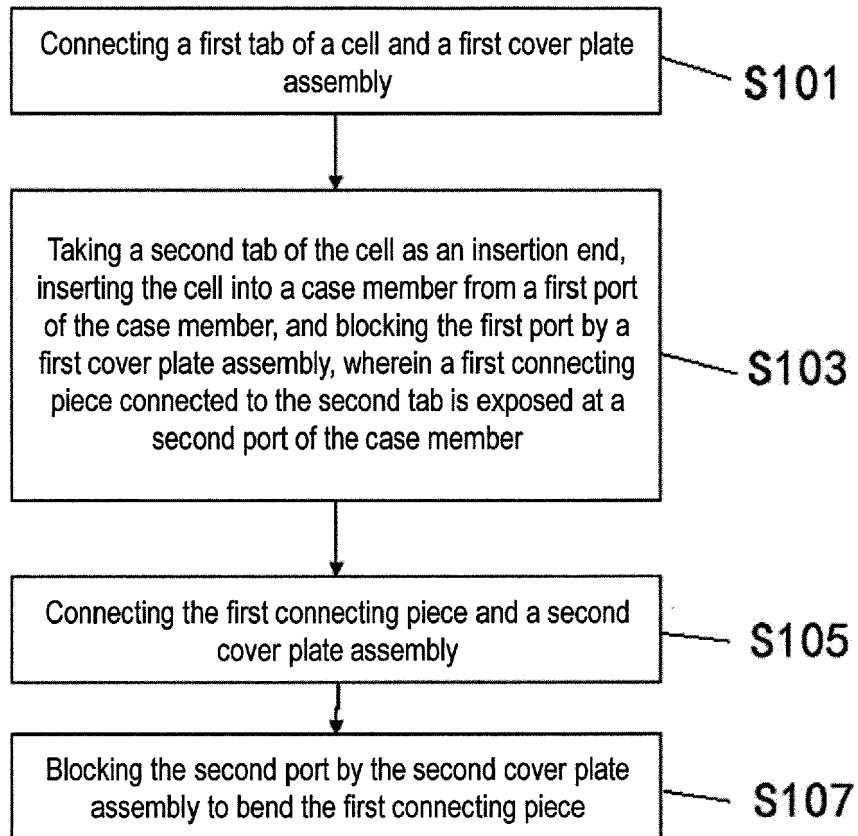 Connecting a first tab of a cell and a first cover plate
assembly
S101
Taking a second tab of the cell as an insertion end,
inserting the cell into a case member from a first port
of the case member, and blocking the first port by a
first cover plate assembly, wherein a first connecting
piece connected to the second tab is exposed at a
second port of the case member
S103
Connecting the first connecting piece and a second
cover plate assembly
S105
Blocking the second port by the second cover plate
assembly to bend the first connecting piece
S107